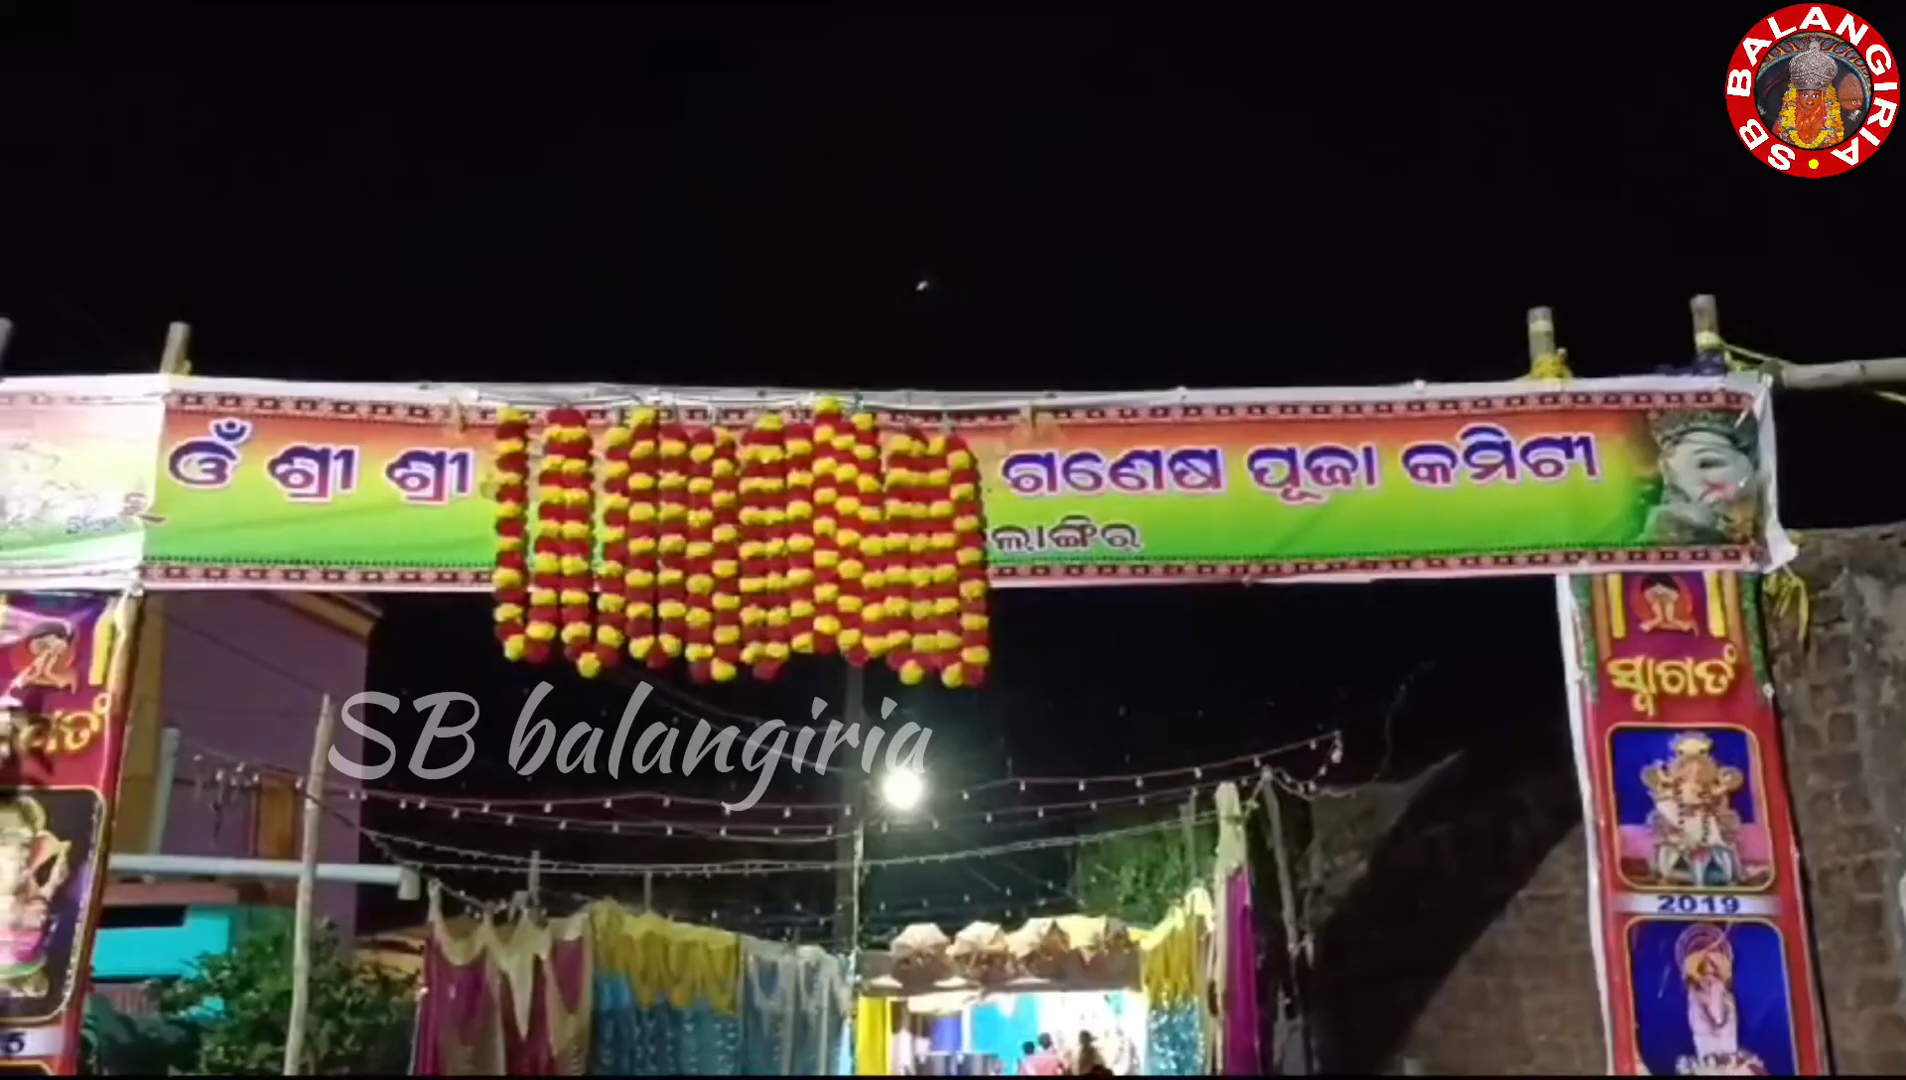 SB BALANGIRIA
ଓଁ ଶ୍ରୀ ଶ୍ରୀ ଗଣେଷ ପୂଜା କମିଟୀ
ଲାଙ୍ଗିର
ସ୍ୱାଗତଂ
SB balangiria
2019